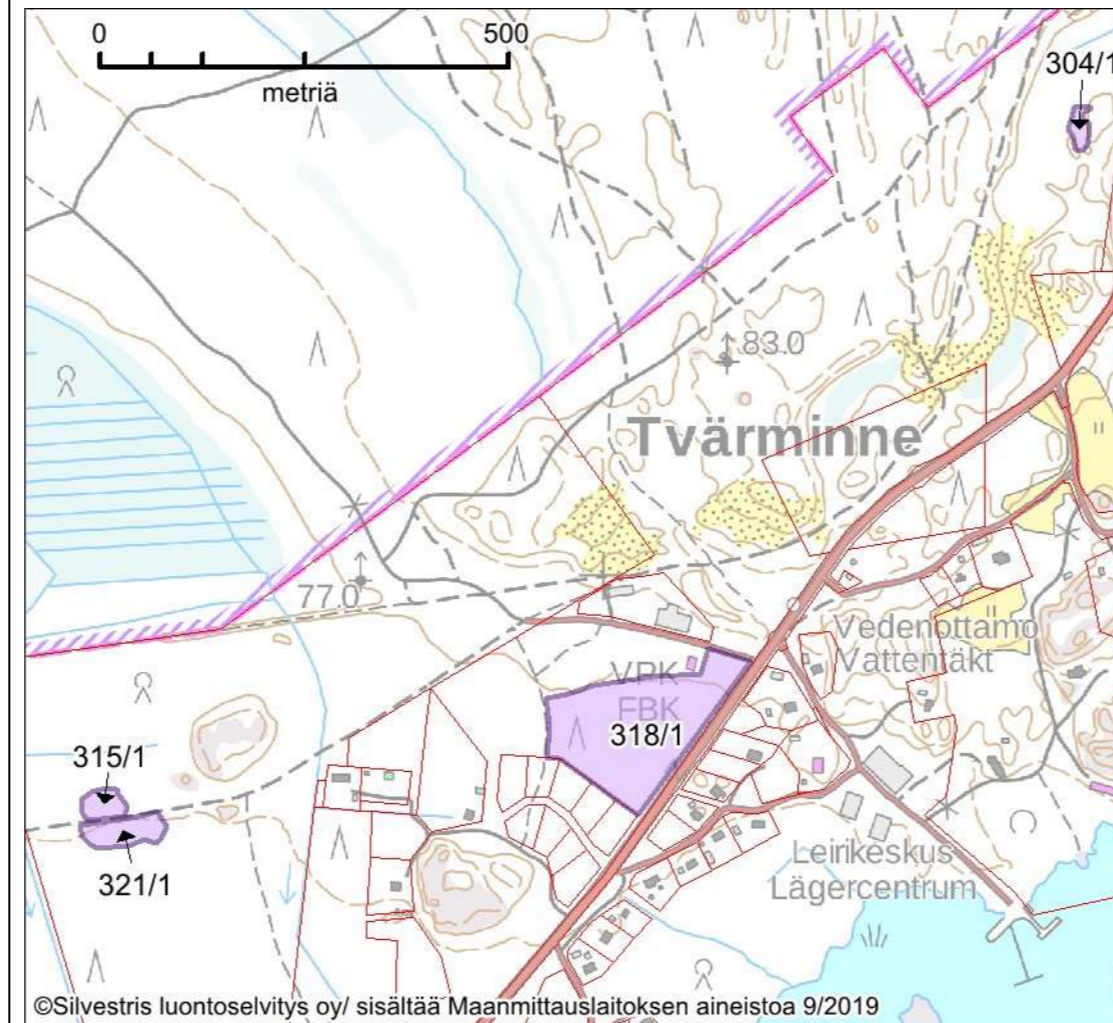 0 500
metriä
304/1
83.0
Tvärminne
77.0
Vedenottamo
Vattentäkt
VPK
FBK
318/1
315/1
321/1
Leirikeskus
Lägercentrum
©Silvestris luontoselvitys oy/ sisältää Maanmittauslaitoksen aineistoa 9/2019